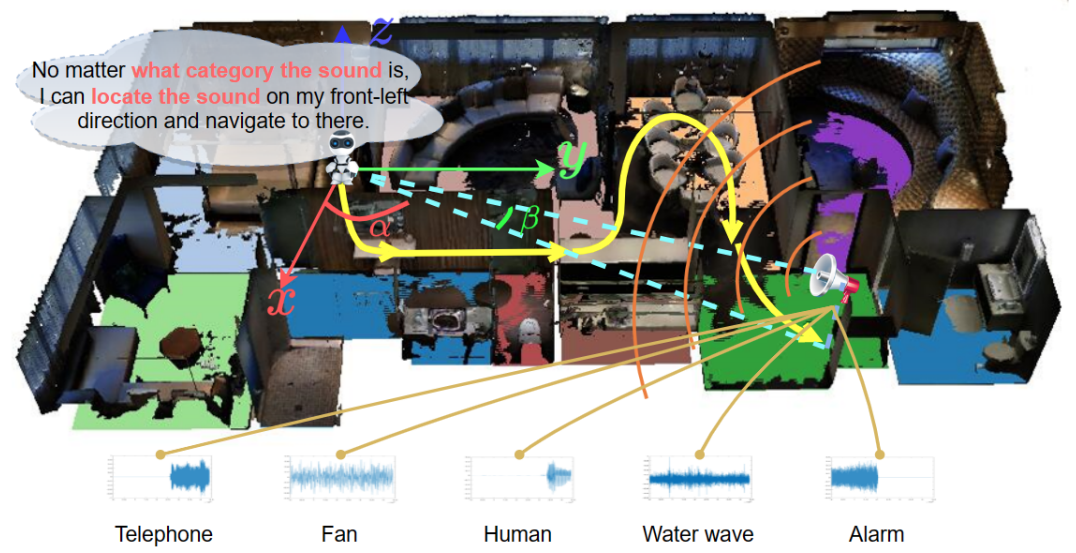 z
No matter what category the sound is,
I can locate the sound on my front-left
direction and navigate to there.
y
α
β
x
Telephone Fan Human Water wave Alarm